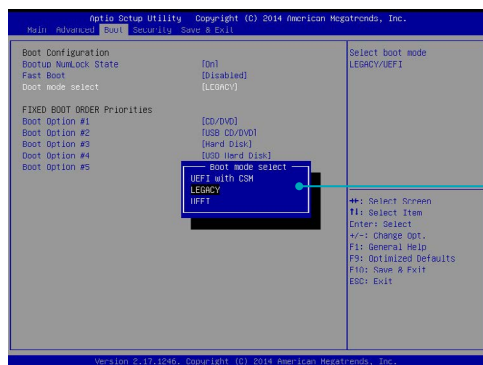 Aptio Setup Utility Copyright (C) 2014 American Megatrends, Inc.
Main Advanced Boot Security Save & Exit
Boot Configuration
Bootup NumLock State [On]
Fast Boot [Disabled]
Boot mode select [LEGACY]
FIXED BOOT ORDER Priorities
Boot Option #1 [CD/DVD]
Boot Option #2 [USB CD/DVD]
Boot Option #3 [Hard Disk]
Boot Option #4 [USB Hard Disk]
Boot Option #5
Boot mode select
UEFI with CSM
LEGACY
UEFI
Select boot mode
LEGACY/UEFI
: Select Screen
↑↓: Select Item
Enter: Select
+/-: Change Opt.
F1: General Help
F9: Optimized Defaults
F10: Save & Exit
ESC: Exit
Version 2.17.1246. Copyright (C) 2014 American Megatrends, Inc.